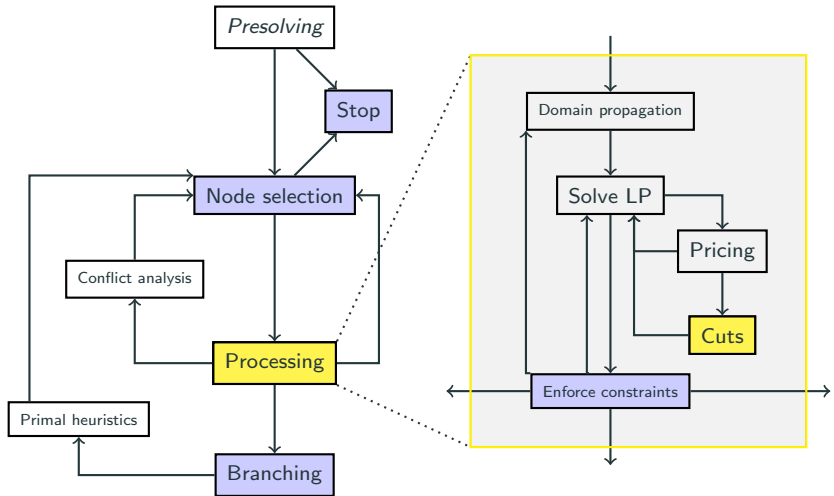 Presolving
Stop
Node selection
Conflict analysis
Processing
Primal heuristics
Branching
Domain propagation
Solve LP
Pricing
Cuts
Enforce constraints